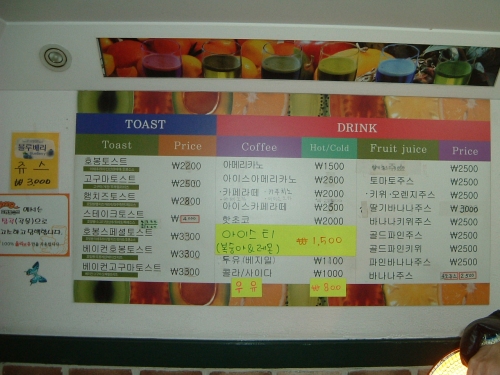 TOAST
DRINK
Toast Price
Coffee Hot/Cold
Fruit juice Price
호봉토스트 ₩2200
고구마토스트 ₩2500
햄치즈토스트 ₩2800
스테이크토스트
호봉스페셜토스트 ₩3300
베이컨호봉토스트 ₩3300
베이컨고구마토스트 ₩3300
아메리카노 ₩1500
아이스아메리카노 ₩2500
카페라떼 ₩2000
아이스카페라떼 ₩2500
핫초코 ₩2000
아이스티
(복숭아&레몬) ₩1,500
두유/베지밀 ₩1100
콜라/사이다 ₩1000
우유 ₩800
₩2500
토마토주스 ₩2500
키위·오렌지주스 ₩2500
딸기바나나주스 ₩3000
바나나키위주스 ₩2500
골드파인주스 ₩2500
골드파인키위 ₩2500
파인바나나주스 ₩2500
바나나주스
블루베리
쥬스
₩3,000